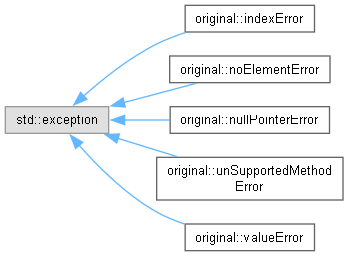 original::indexError
original::noElementError
std::exception
original::nullPointerError
original::unSupportedMethod
Error
original::valueError